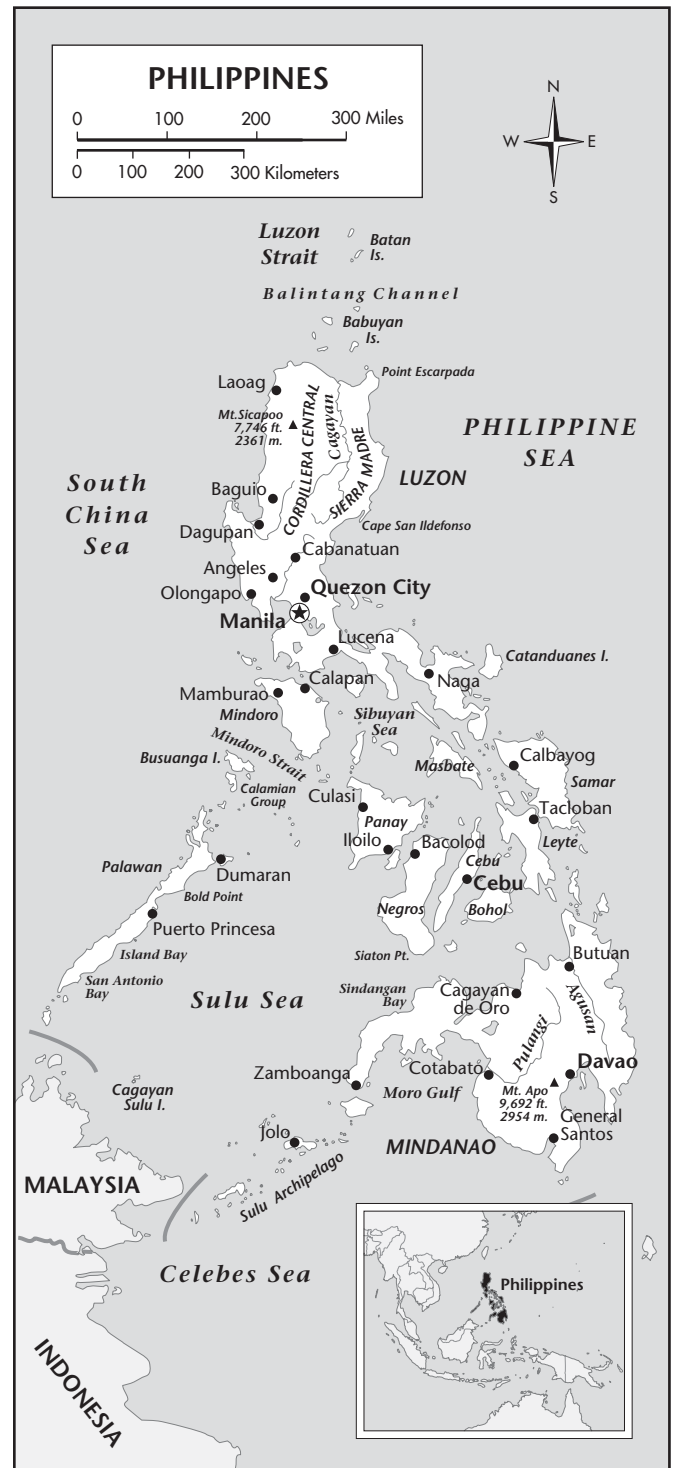 PHILIPPINES
0 100 200 300 Miles
0 100 200 300 Kilometers
N
W E
S
Luzon
Strait
Batan
Is.
Balintang Channel
Babuyan
Is.
Point Escarpada
Laoag
Mt.Sicapoo
7,746 ft.
2361 m.
CORDILLERA CENTRAL
Cagayan
SIERRA MADRE
PHILIPPINE
SEA
LUZON
South
China
Sea
Baguio
Dagupan
Cape San Ildefonso
Cabanatuan
Angeles
Olongapo
Quezon City
Manila
Lucena
Catanduanes I.
Naga
Calapan
Mamburao
Mindoro
Sibuyan
Sea
Mindoro Strait
Busuanga I.
Masbate
Calbayog
Samar
Calamian
Group
Culasi
Panay
Tacloban
Iloilo
Bacolod
Leyte
Cebú
Palawan
Dumaran
Cebu
Bold Point
Negros
Bohol
Puerto Princesa
Island Bay
Siaton Pt.
Butuan
San Antonio
Bay
Sulu Sea
Sindangan
Bay
Cagayan
de Oro
Agusan
Pulangi
Zamboanga
Cotabato
Davao
Cagayan
Sulu I.
Moro Gulf
Mt. Apo
9,692 ft.
2954 m.
General
Santos
Jolo
MINDANAO
MALAYSIA
Sulu Archipelago
Celebes Sea
Philippines
INDONESIA